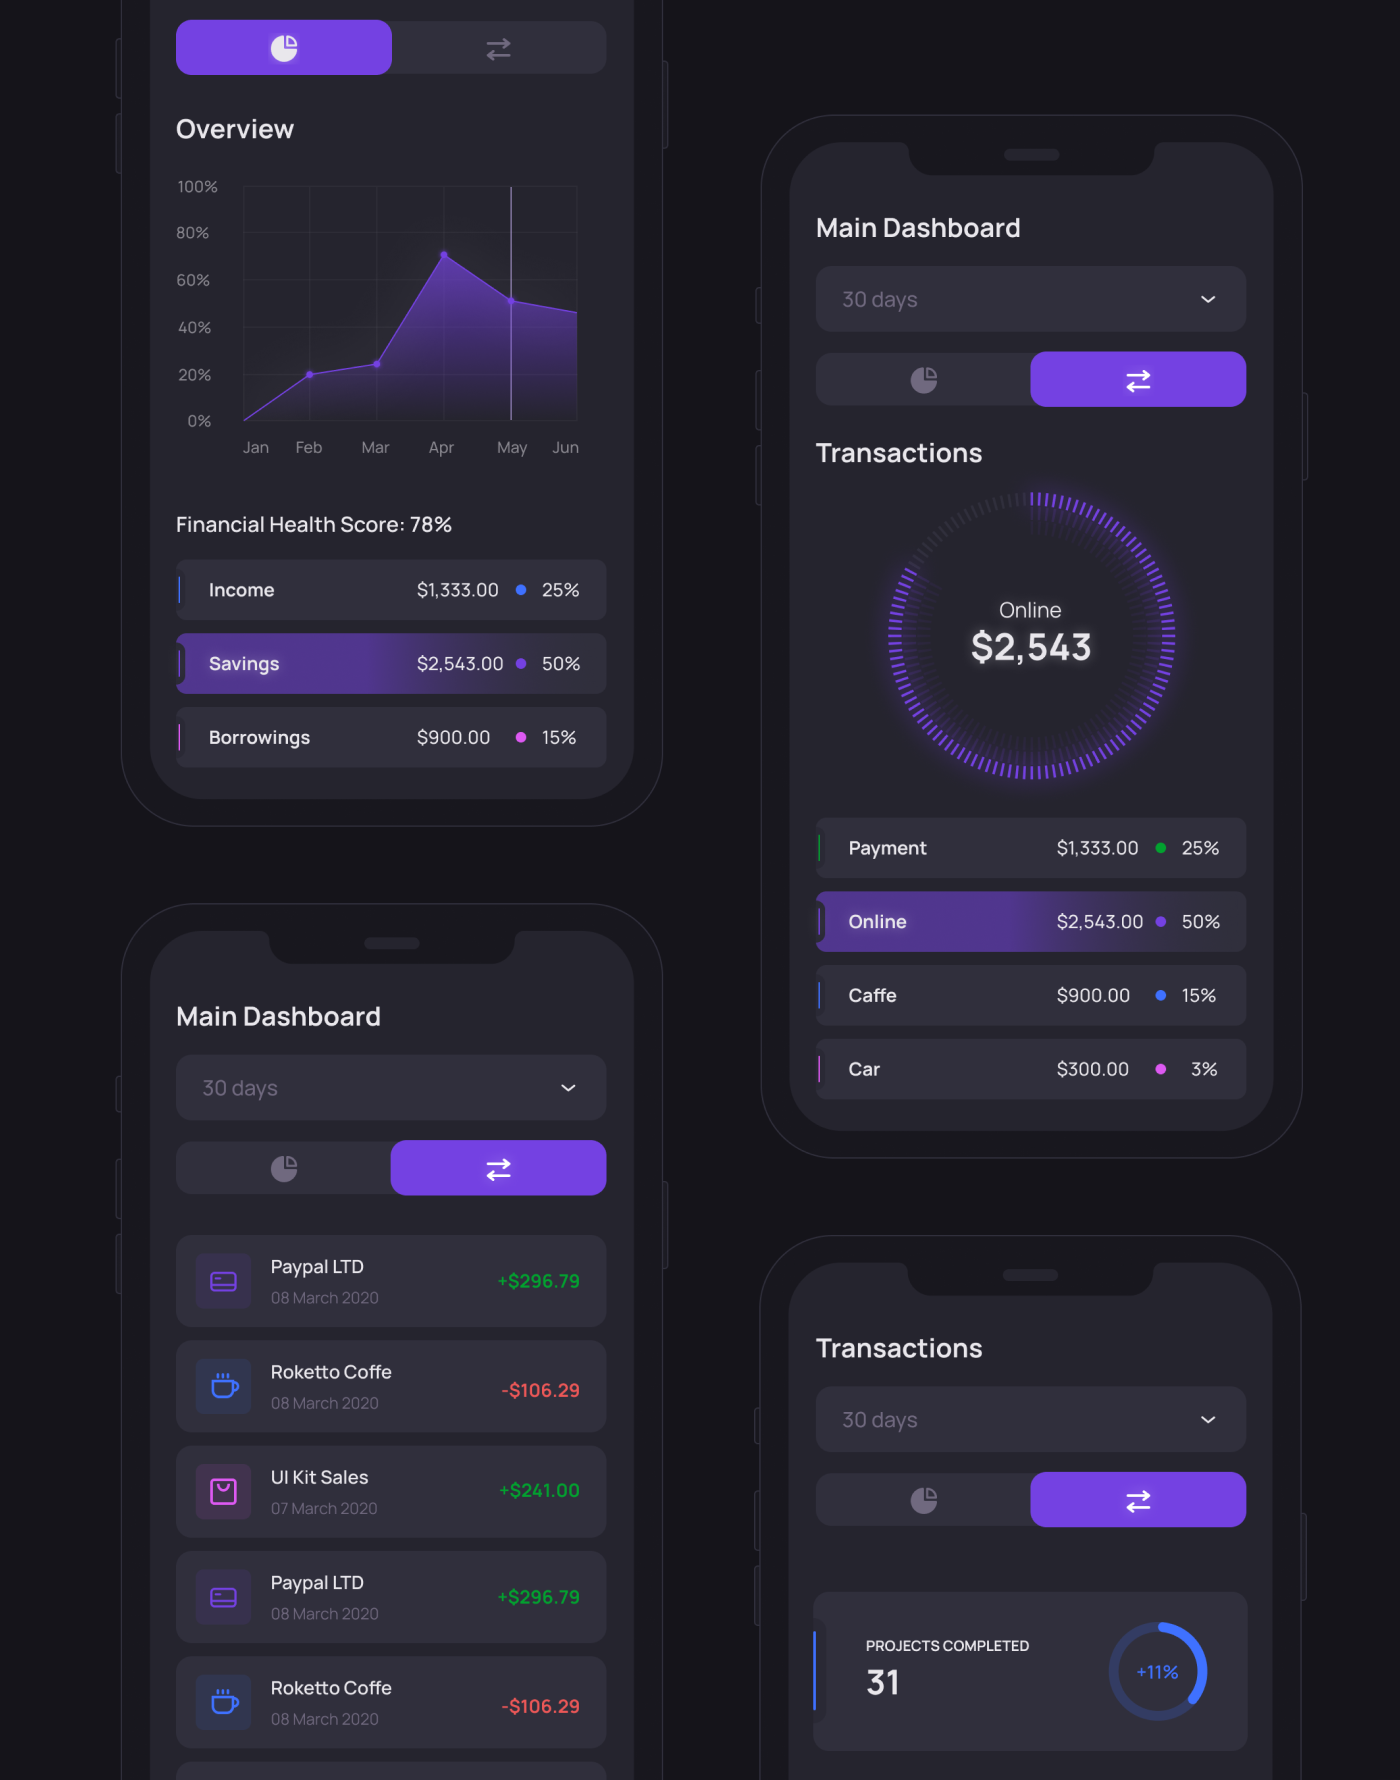 Overview
100%
80%
60%
40%
20%
0%
Jan Feb Mar Apr May Jun
Financial Health Score: 78%
Income $1,333.00 25%
Savings $2,543.00 50%
Borrowings $900.00 15%
Main Dashboard
30 days
Transactions
Online
$2,543
Payment $1,333.00 25%
Online $2,543.00 50%
Caffe $900.00 15%
Car $300.00 3%
Main Dashboard
30 days
Paypal LTD
08 March 2020
+$296.79
Roketto Coffe
08 March 2020
-$106.29
UI Kit Sales
07 March 2020
+$241.00
Paypal LTD
08 March 2020
+$296.79
Roketto Coffe
08 March 2020
-$106.29
Transactions
30 days
PROJECTS COMPLETED
31
+11%